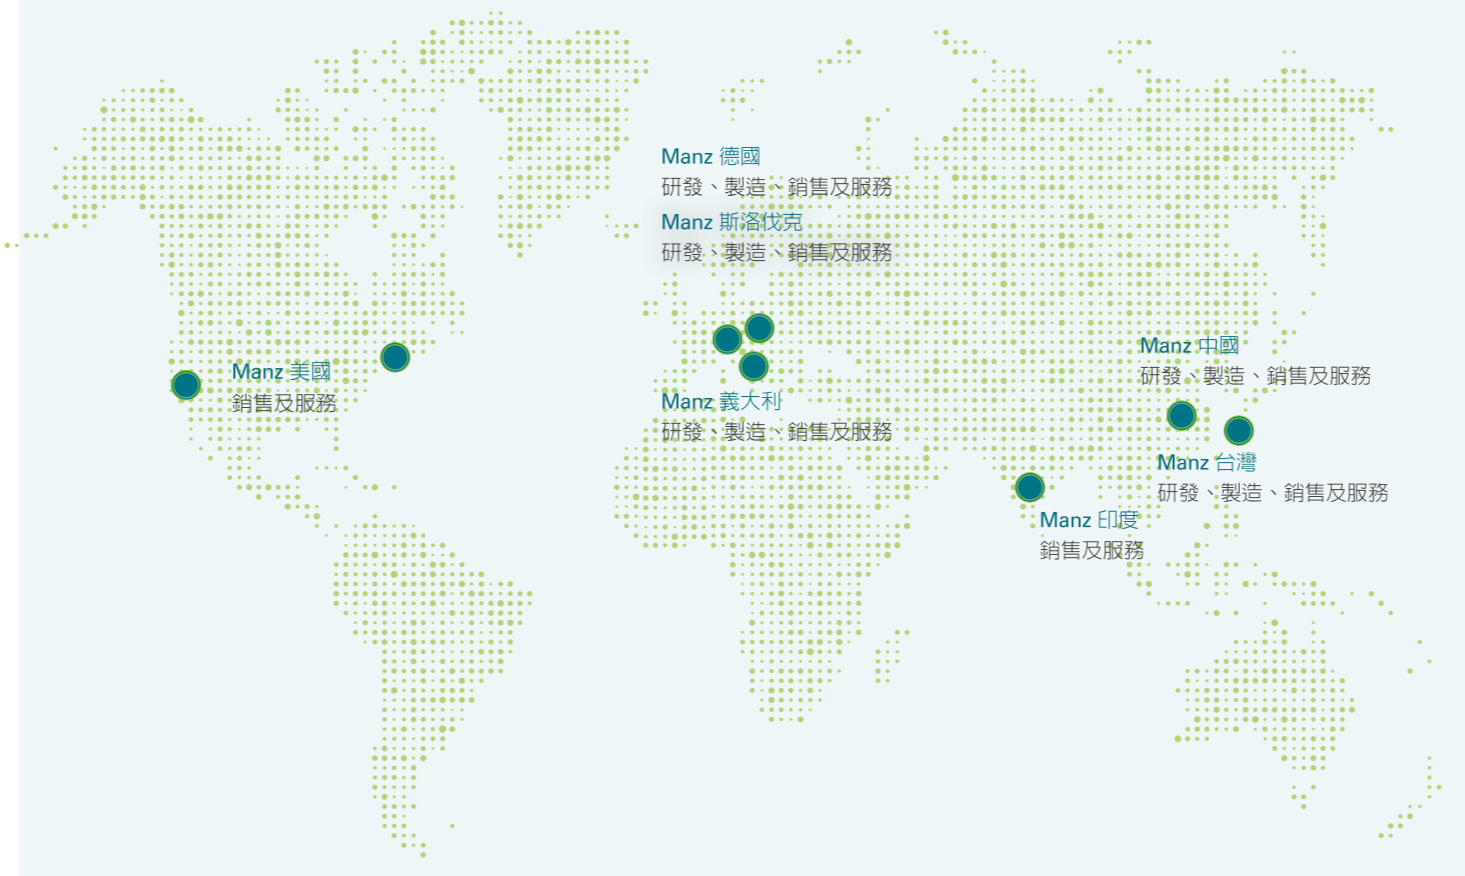 Manz 德國
研發、製造、銷售及服務
Manz 斯洛伐克
研發、製造、銷售及服務
Manz 美國
銷售及服務
Manz 義大利
研發、製造、銷售及服務
Manz 中國
研發、製造、銷售及服務
Manz 台灣
研發、製造、銷售及服務
Manz 印度
銷售及服務